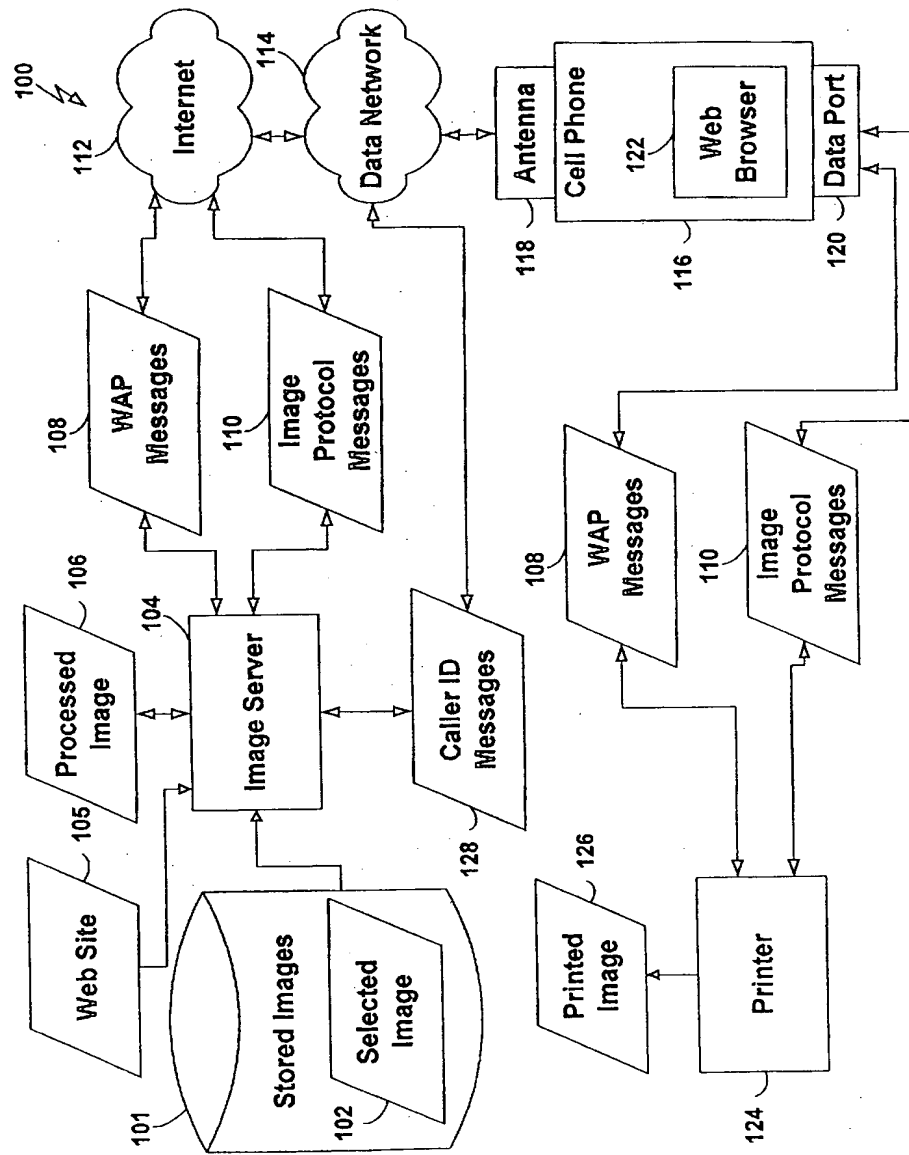 100
105
Web Site
106
Processed
Image
108
WAP
Messages
112
Internet
101
Stored Images
102
Selected
Image
104
Image Server
110
Image
Protocol
Messages
114
Data Network
128
Caller ID
Messages
118
Antenna
Cell Phone
122
Web
Browser
116
120
Data Port
126
Printed
Image
108
WAP
Messages
124
Printer
110
Image
Protocol
Messages